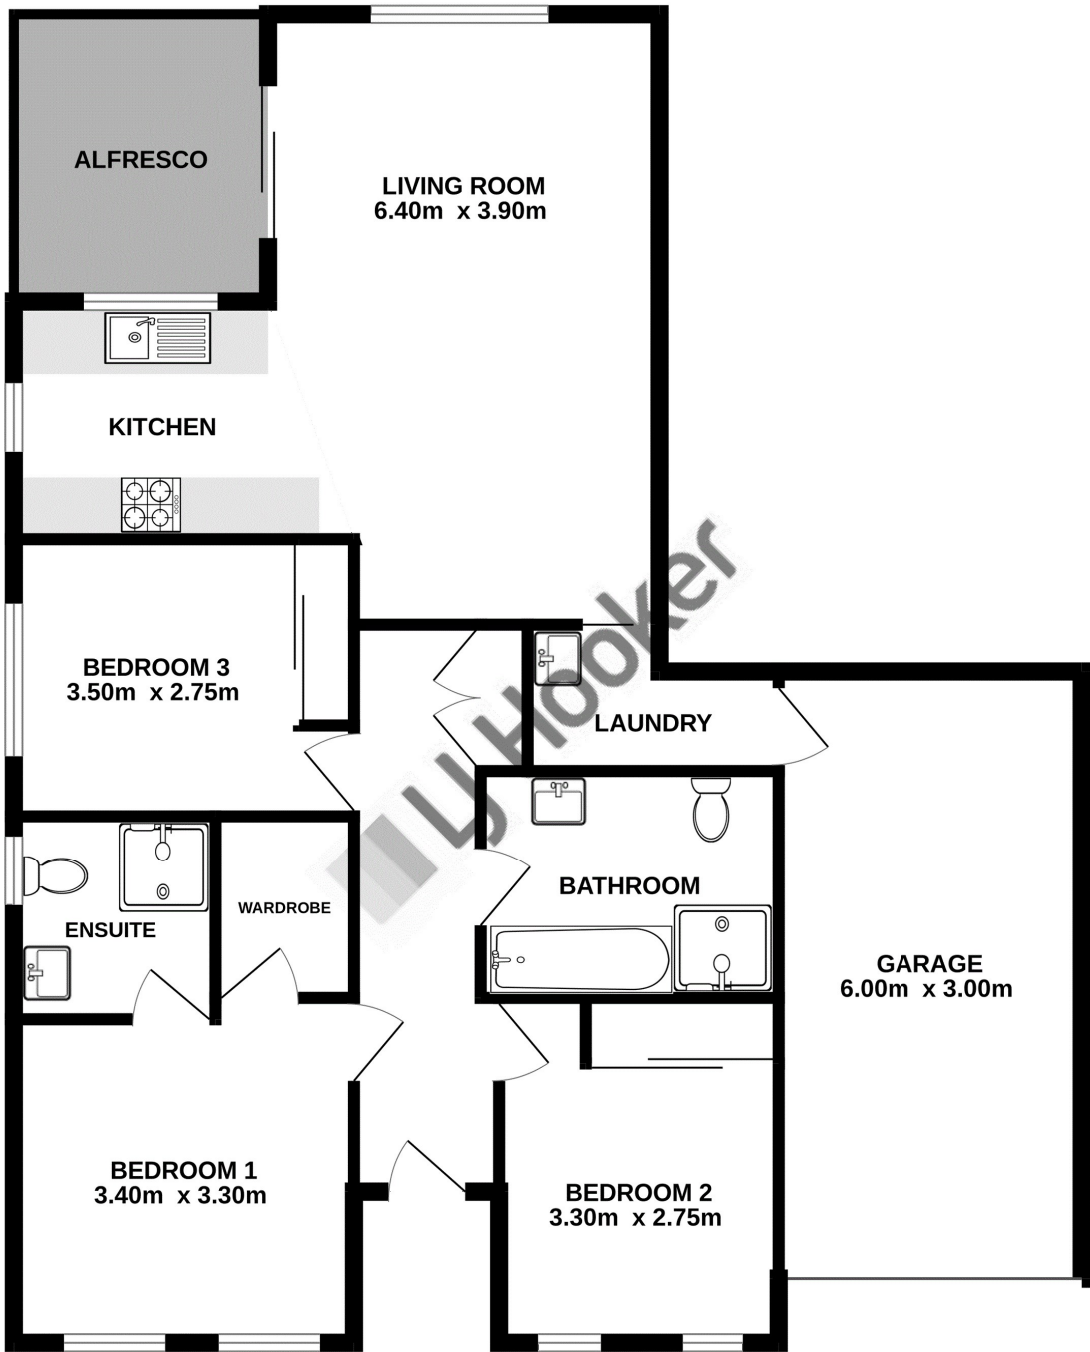 ALFRESCO
LIVING ROOM
6.40m x 3.90m
KITCHEN
BEDROOM 3
3.50m x 2.75m
LAUNDRY
LJ Hooker
BATHROOM
WARDROBE
ENSUITE
GARAGE
6.00m x 3.00m
BEDROOM 1
3.40m x 3.30m
BEDROOM 2
3.30m x 2.75m